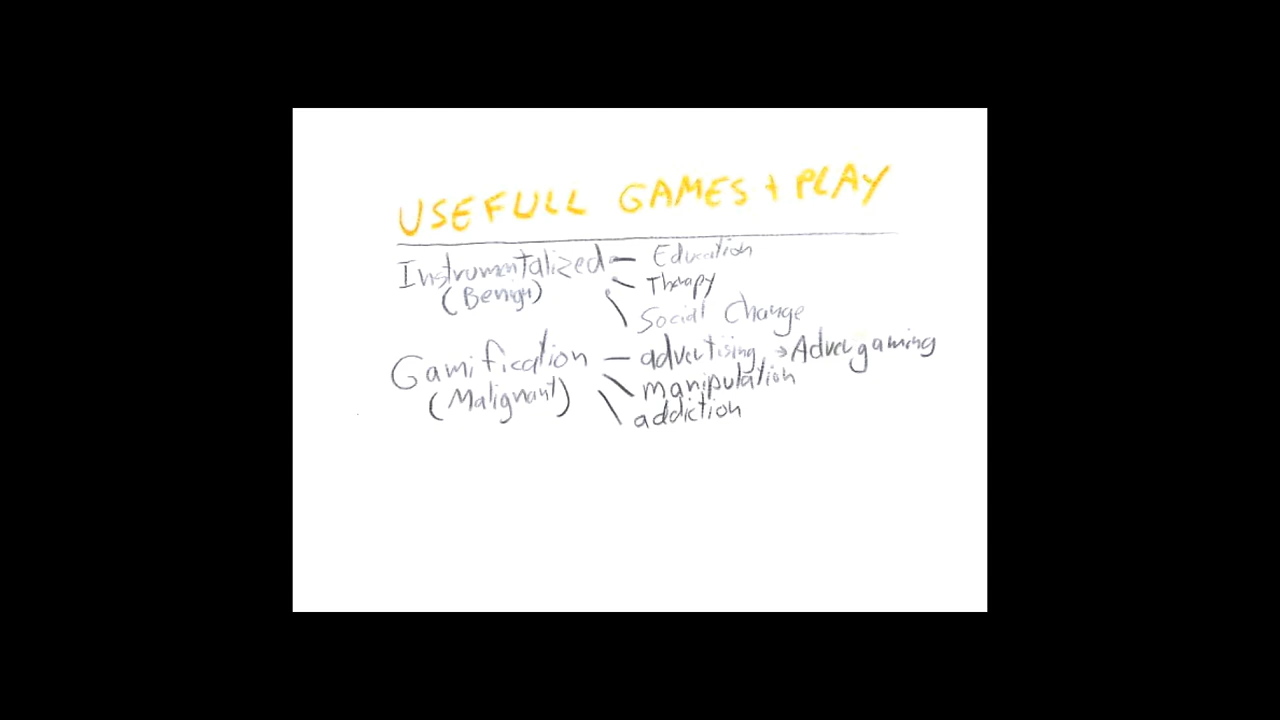 USEFULL GAMES + PLAY
Instrumentalized — Education
(Benign) Therapy
Social Change
Gamification — advertising → Advergaming
(Malignant) manipulation
addiction